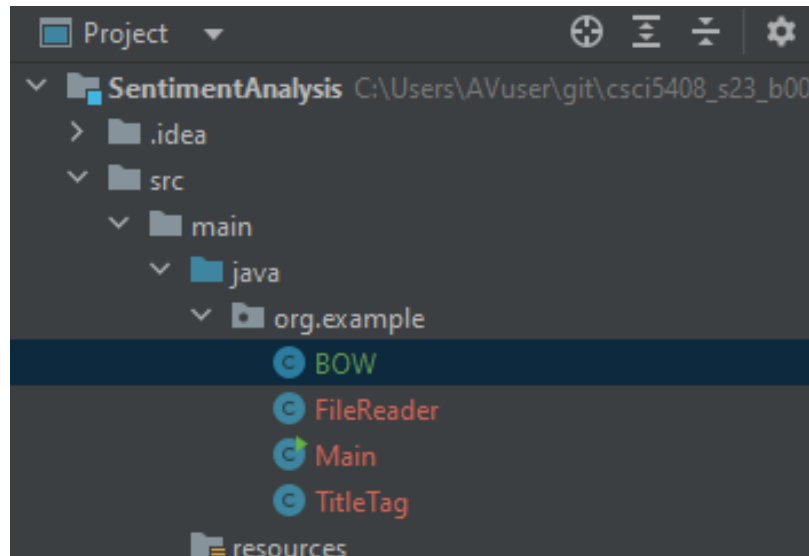 Project
SentimentAnalysis C:\Users\AVuser\git\csci5408_s23_b00
.idea
src
main
java
org.example
C BOW
C FileReader
C Main
C TitleTag
resources